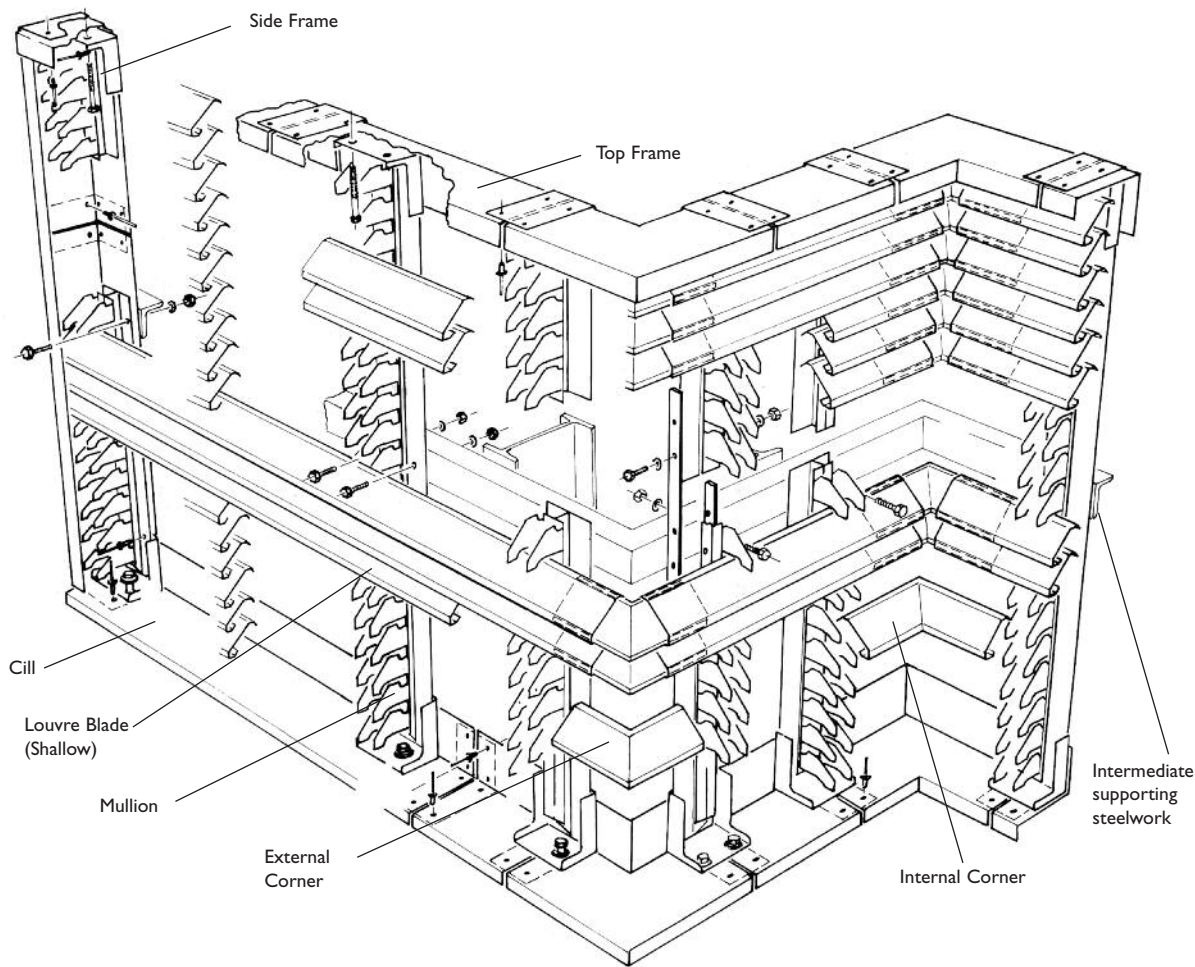 Side Frame
Top Frame
Cill
Louvre Blade
(Shallow)
Mullion
External
Corner
Internal Corner
Intermediate
supporting
steelwork